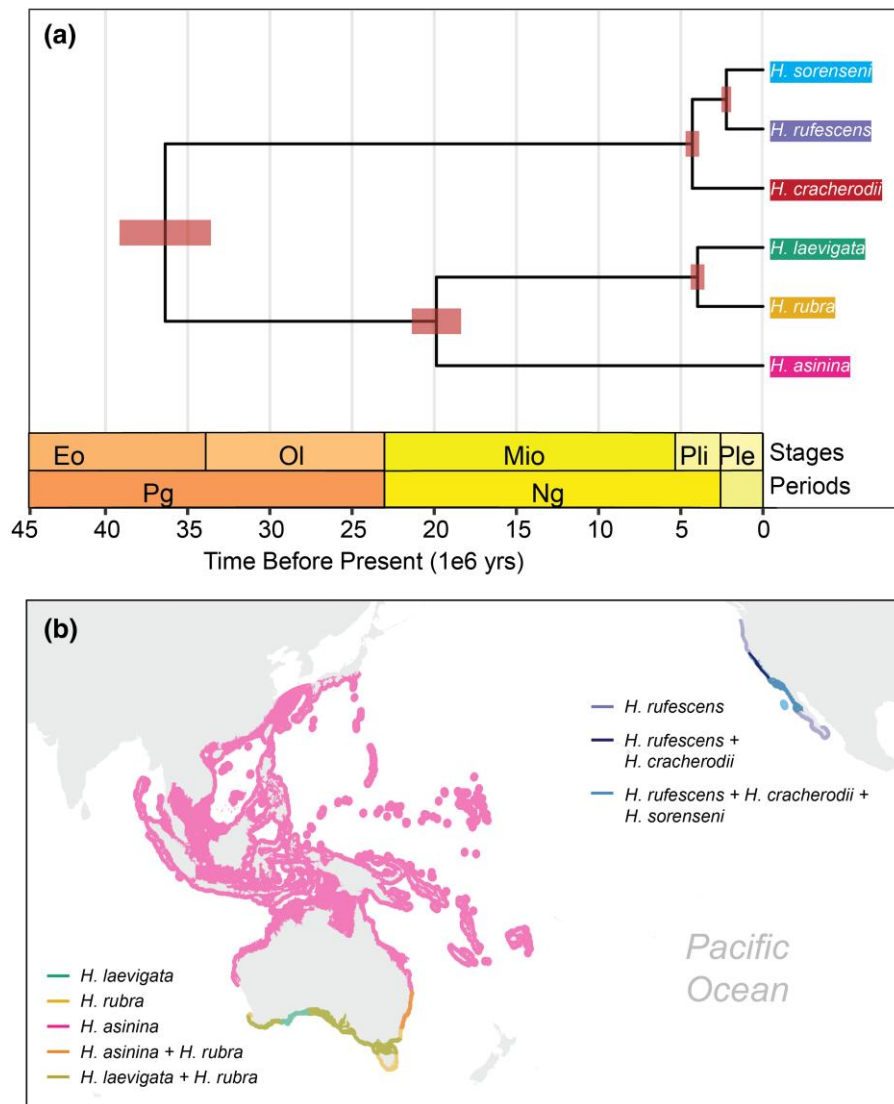 (a)
H. sorenseni
H. rufescens
H. cracherodii
H. laevigata
H. rubra
H. asinina
Eo Ol Mio Pli Ple Stages
Pg Ng Periods
45 40 35 30 25 20 15 10 5 0
Time Before Present (1e6 yrs)
(b)
H. rufescens
H. rufescens +
H. cracherodii
H. rufescens + H. cracherodii +
H. sorenseni
Pacific
Ocean
H. laevigata
H. rubra
H. asinina
H. asinina + H. rubra
H. laevigata + H. rubra